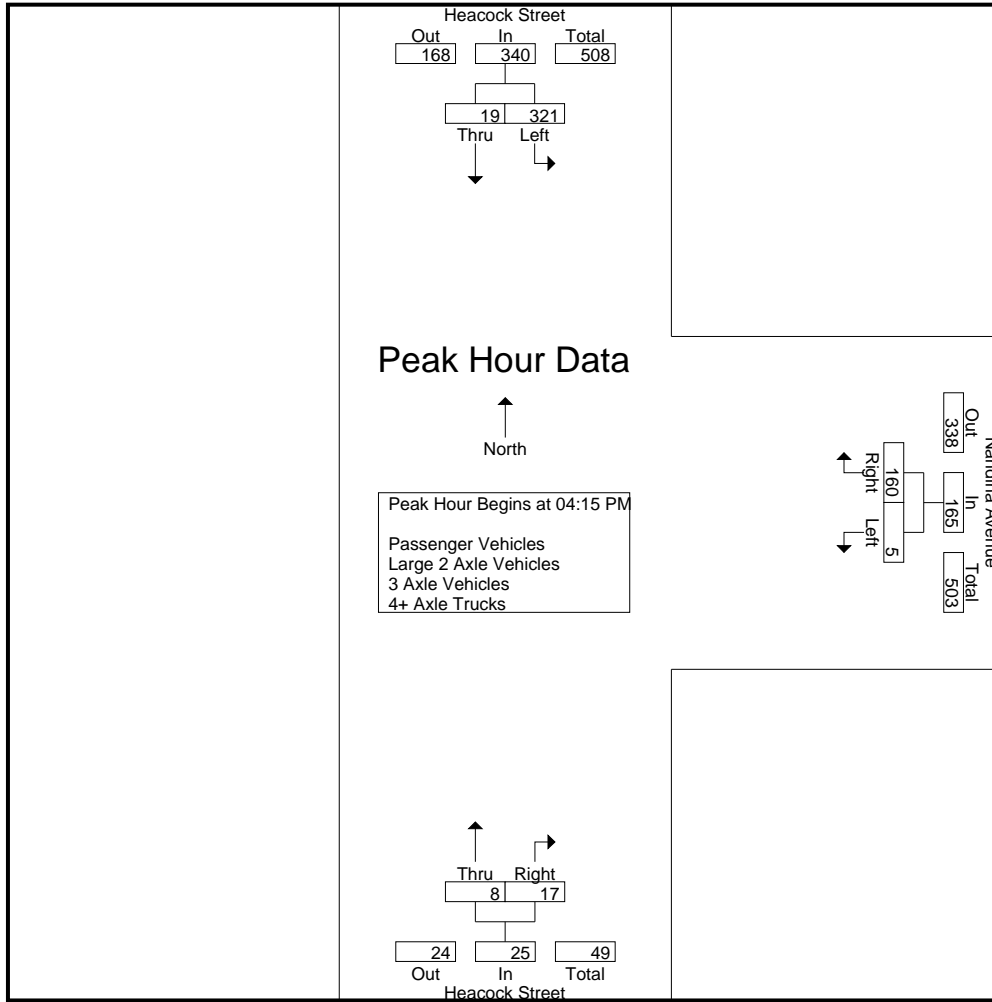 Heacock Street
Out In Total
168 340 508
19 321
Thru Left
Peak Hour Data
North
Peak Hour Begins at 04:15 PM
Passenger Vehicles
Large 2 Axle Vehicles
3 Axle Vehicles
4+ Axle Trucks
Nandina Avenue
Out In Total
338 165 503
160 5
Right Left
Thru Right
8 17
24 25 49
Out In Total
Heacock Street